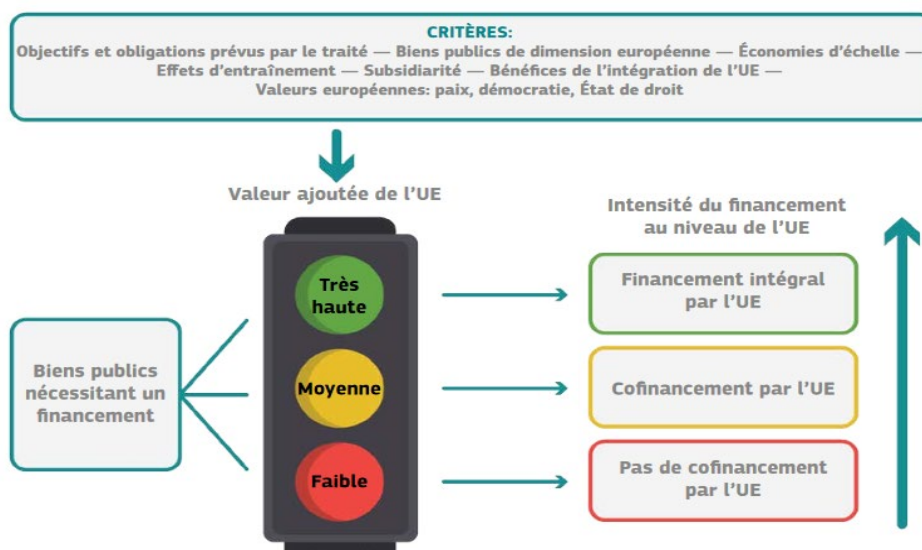 CRITÈRES:
Objectifs et obligations prévus par le traité — Biens publics de dimension européenne — Économies d'échelle —
Effets d'entraînement — Subsidiarité — Bénéfices de l'intégration de l'UE —
Valeurs européennes: paix, démocratie, État de droit
Valeur ajoutée de l'UE
Intensité du financement
au niveau de l'UE
Biens publics
nécessitant un
financement
Très
haute
Financement intégral
par l'UE
Moyenne
Cofinancement par l'UE
Faible
Pas de cofinancement
par l'UE